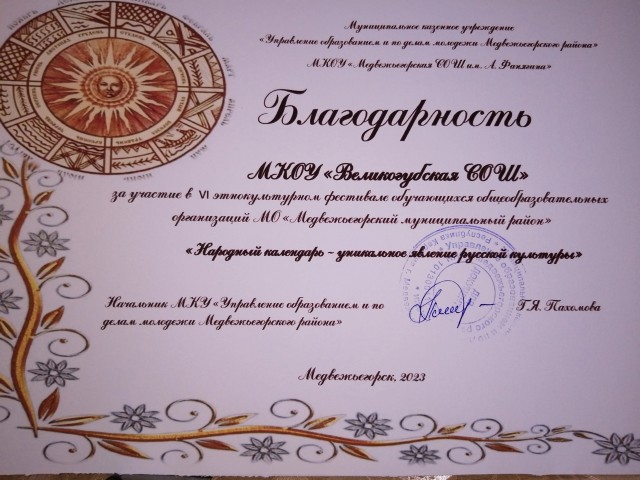 Муниципальное казенное учреждение
«Управление образованием и по делам молодежи Медвежьегорского района»
МКОУ «Медвежьегорская СОШ им. А. Фанягина»
Благодарность
МКОУ «Великогубская СОШ»
за участие в VI этнокультурном фестивале обучающихся общеобразовательных
организаций МО «Медвежьегорский муниципальный район»
«Народный календарь – уникальное явление русской культуры»
Начальник МКУ «Управление образованием и по
делам молодежи Медвежьегорского района»
Г.Я. Пахомова
Медвежьегорск, 2023